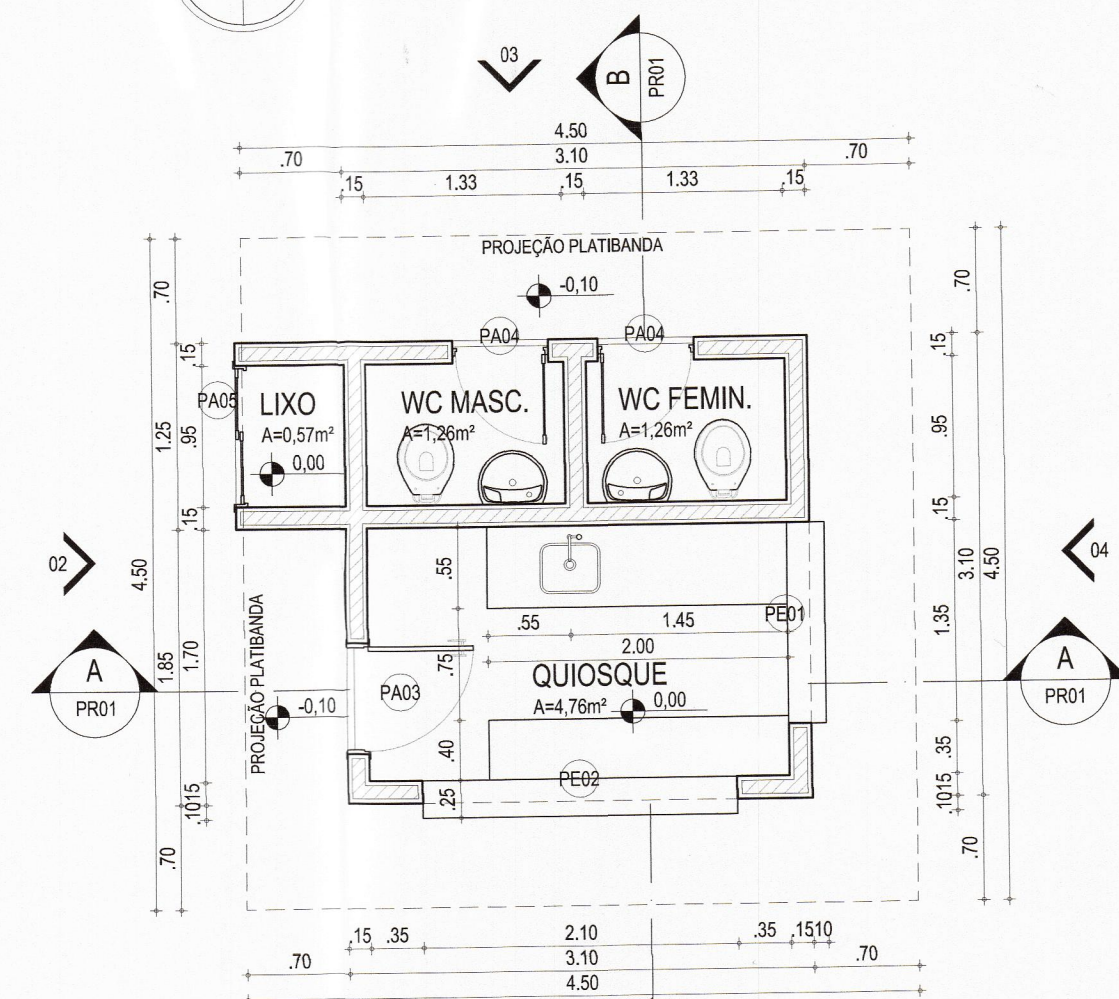 03
B
PR01
4.50
.70
3.10
.70
.15
1.33
.15
1.33
.15
PROJEÇÃO PLATIBANDA
-0,10
.70
.70
PA04
PA04
.15
.15
PA05
LIXO
WC MASC.
WC FEMIN.
A=0,57m²
A=1,26m²
A=1,26m²
1.25
.95
.95
0,00
.15
.15
02
4.50
.55
3.10
4.50
04
PROJEÇÃO PLATIBANDA
.55
1.45
PE01
1.35
2.00
A
PR01
1.85
1.70
.75
QUIOSQUE
A
PR01
PA03
A=4,76m²
0,00
-0,10
.40
.35
PE02
.25
.10
15
.10
15
.70
.70
.15
.35
2.10
.35
.15
10
.70
3.10
.70
4.50